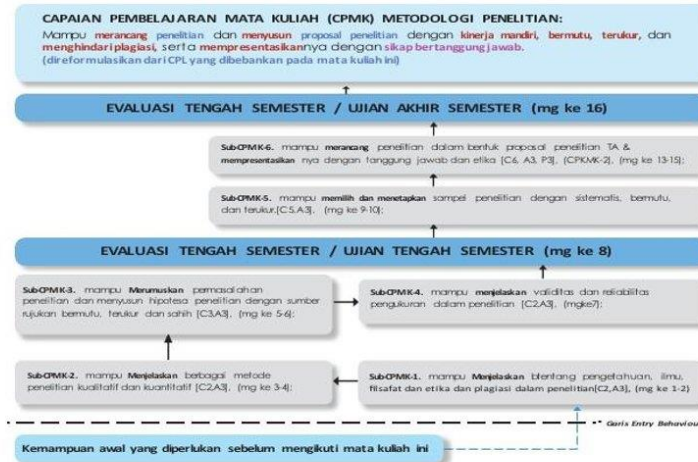 CAPAIAN PEMBELAJARAN MATA KULIAH (CPMK) METODOLOGI PENELITIAN:
Mampu merancang penelitian dan menyusun proposal penelitian dengan kinerja mandiri, bermutu, terukur, dan
menghindari plagiasi, serta mempresentasikannya dengan sikap bertanggung jawab.
(direformulasikan dari CPL yang dibebankan pada mata kuliah ini)
EVALUASI TENGAH SEMESTER / UJIAN AKHIR SEMESTER (mg ke 16)
Sub-CPMK-6. mampu merancang penelitian dalam bentuk proposal penelitian TA &
mempresentasikan nya dengan tanggung jawab dan etika [C6, A3, P3], (CPKMK-2), (mg ke 13-15);
Sub-CPMK-5. mampu memilih dan menetapkan sampel penelitian dengan sistematis, bermutu,
dan terukur.[C5,A3], (mg ke 9-10);
EVALUASI TENGAH SEMESTER / UJIAN TENGAH SEMESTER (mg ke 8)
Sub-CPMK-3. mampu Merumuskan permasalahan
penelitian dan menyusun hipotesa penelitian dengan sumber
rujukan bermutu, terukur dan sahih [C3,A3], (mg ke 5-6);
Sub-CPMK-4. mampu menjelaskan validitas dan reliabilitas
pengukuran dalam penelitian [C2,A3], (mgke7);
Sub-CPMK-2. mampu Menjelaskan berbagai metode
penelitian kualitatif dan kuantitatif [C2,A3], (mg ke 3-4);
Sub-CPMK-1. mampu Menjelaskan btentang pengetahuan, ilmu,
filsafat dan etika dan plagiasi dalam penelitian[C2,A3], (mg ke 1-2)
Garis Entry Behaviou
Kemampuan awal yang diperlukan sebelum mengikuti mata kuliah ini